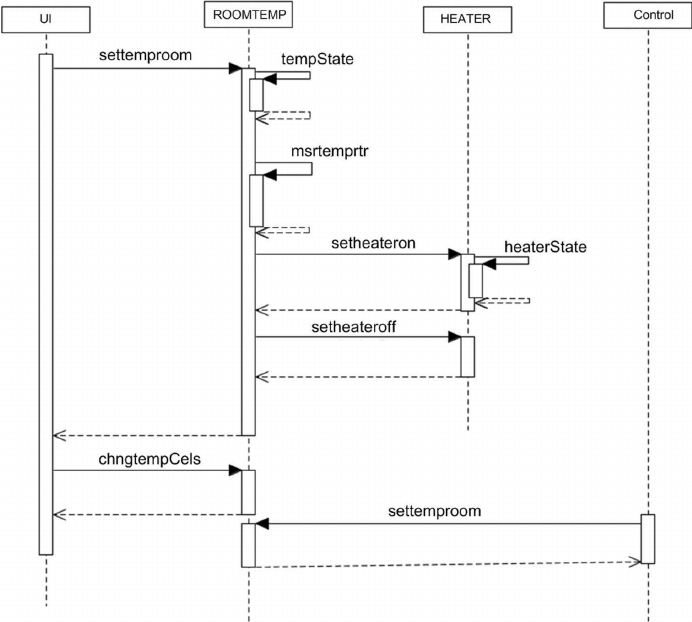 UI
ROOMTEMP
HEATER
Control
settemproom
tempState
msrtemprtr
setheateron
heaterState
setheateroff
chngtempCels
settemproom